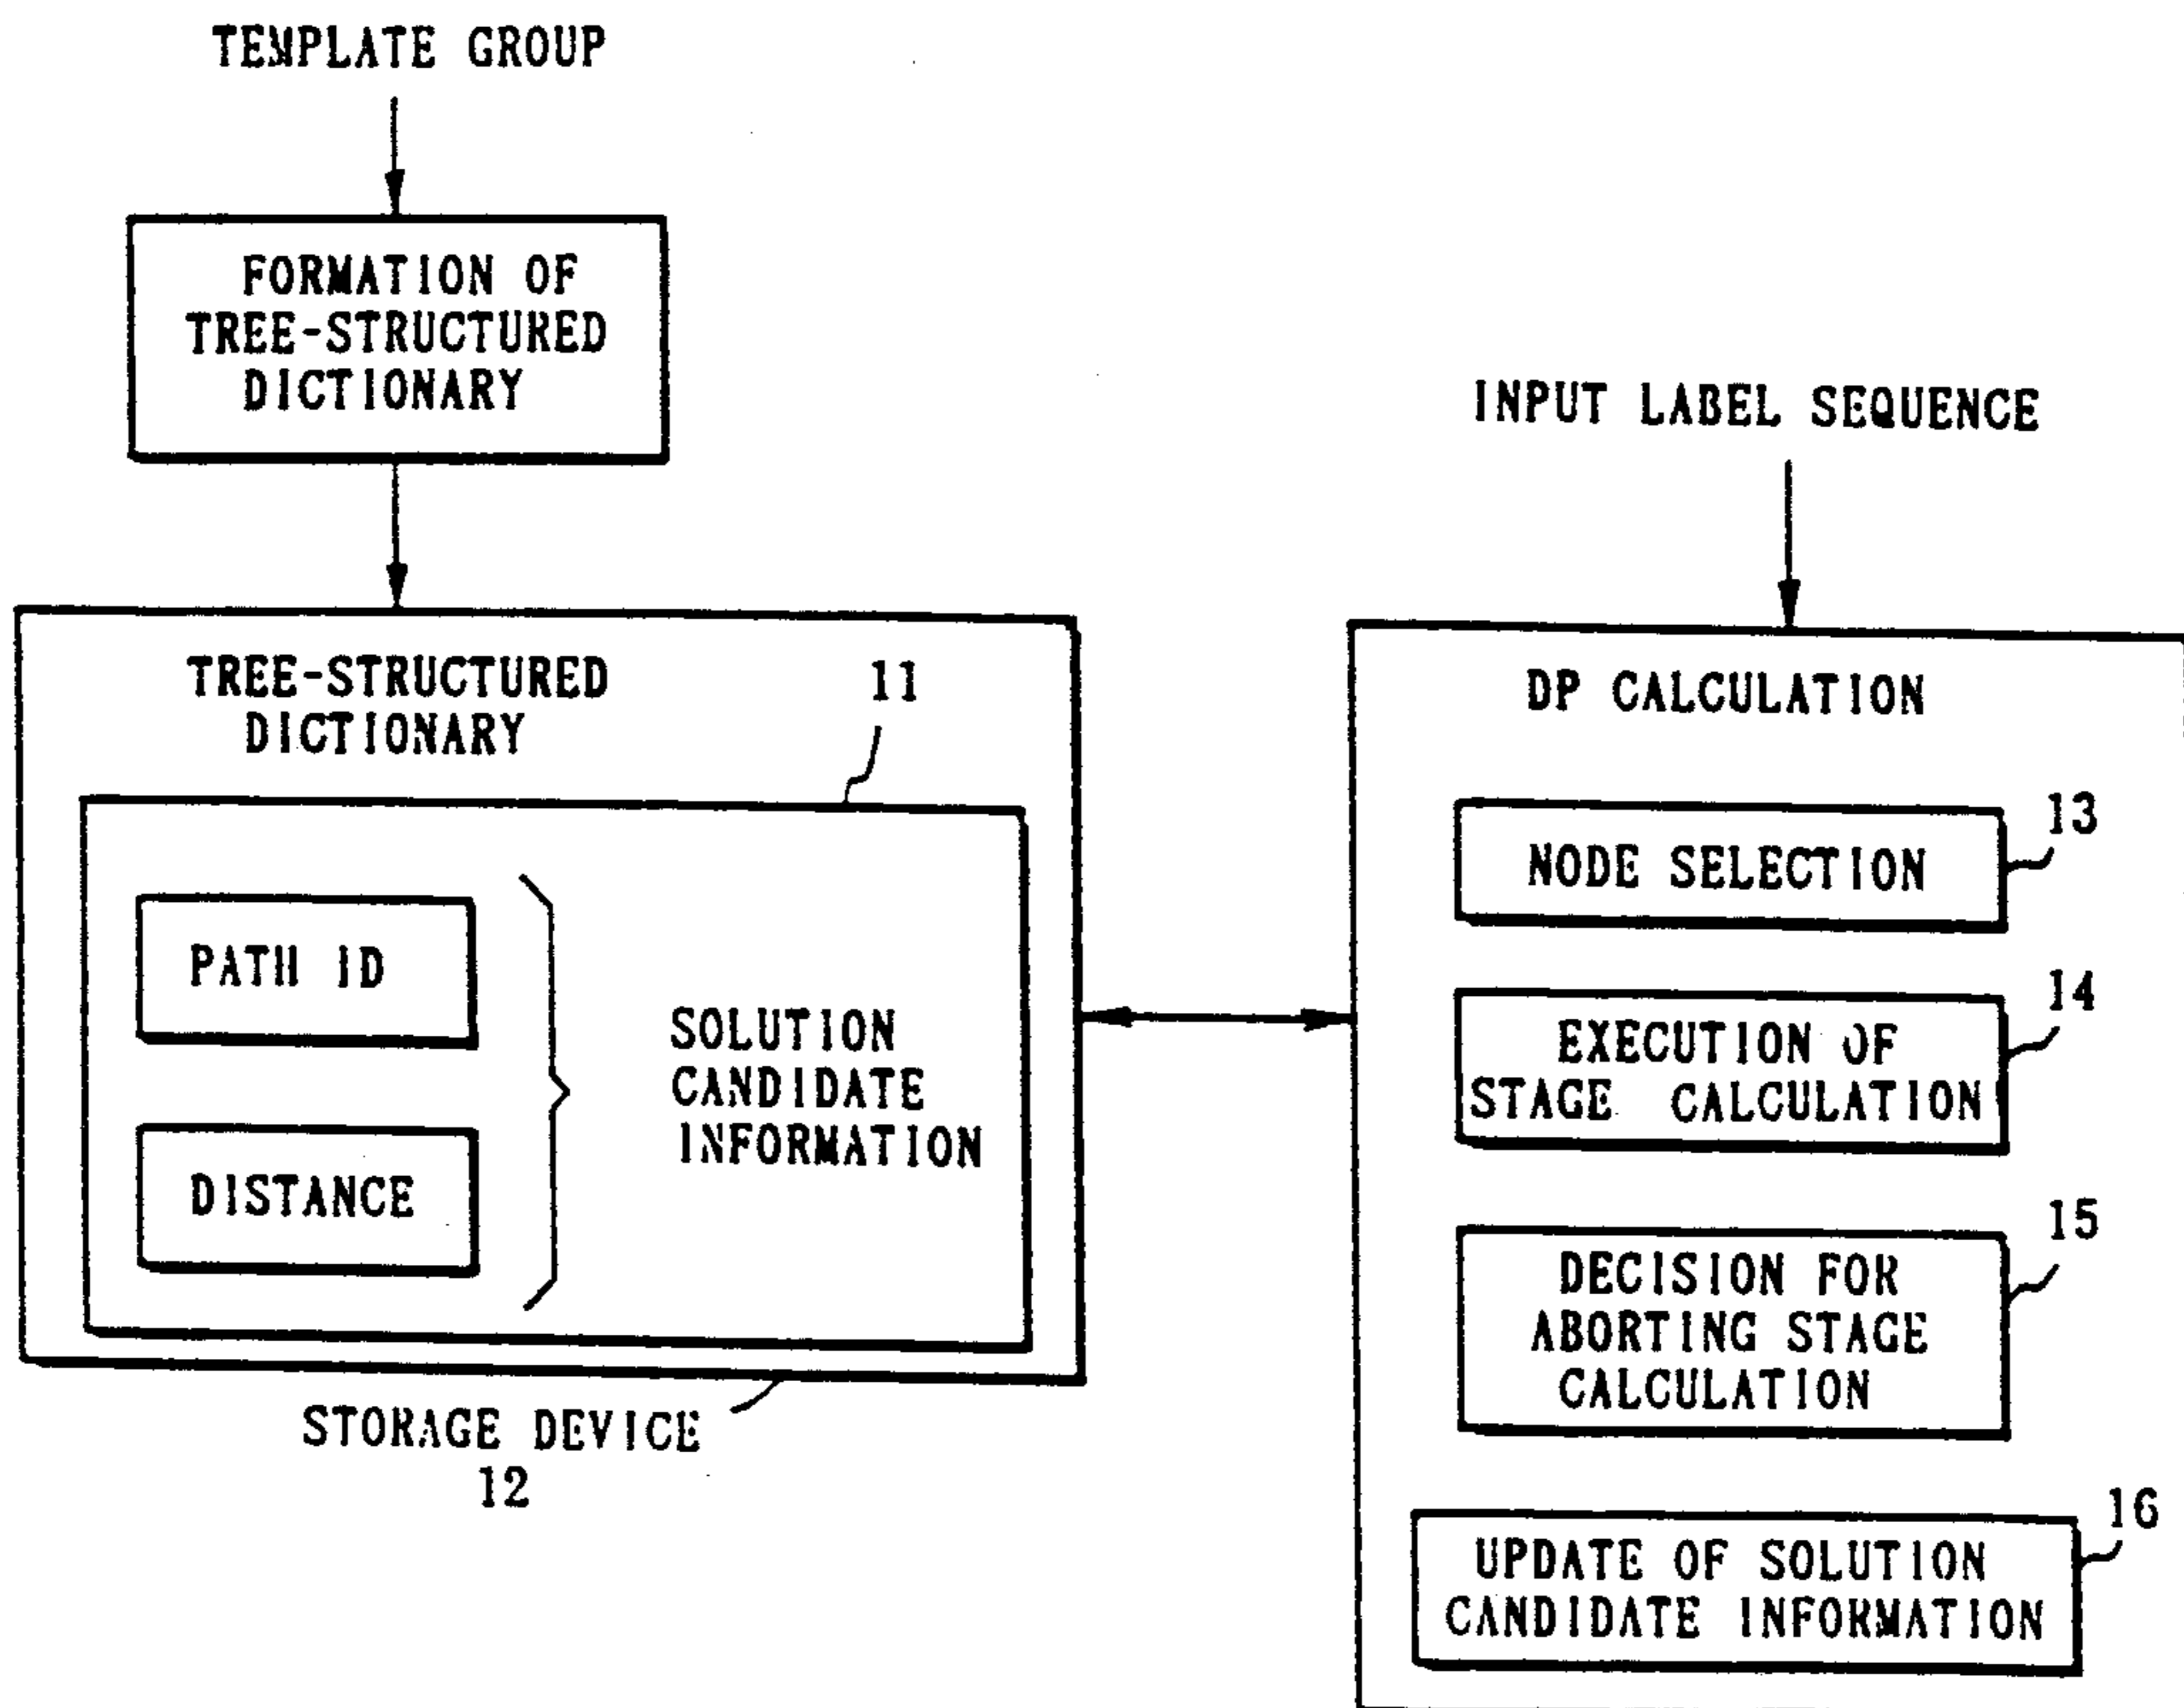 TEMPLATE GROUP
FORMATION OF
TREE-STRUCTURED
DICTIONARY
TREE-STRUCTURED
DICTIONARY
11
PATH ID
DISTANCE
SOLUTION
CANDIDATE
INFORMATION
STORAGE DEVICE
12
INPUT LABEL SEQUENCE
DP CALCULATION
13
NODE SELECTION
14
EXECUTION OF
STAGE CALCULATION
15
DECISION FOR
ABORTING STAGE
CALCULATION
16
UPDATE OF SOLUTION
CANDIDATE INFORMATION